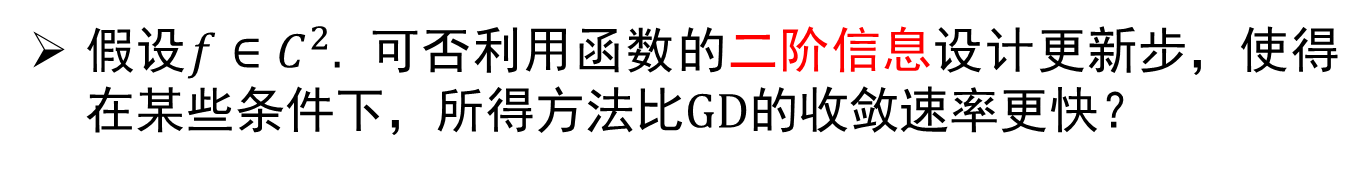 ➢ 假设𝑓 ∈ 𝐶². 可否利用函数的二阶信息设计更新步，使得
在某些条件下，所得方法比GD的收敛速率更快？